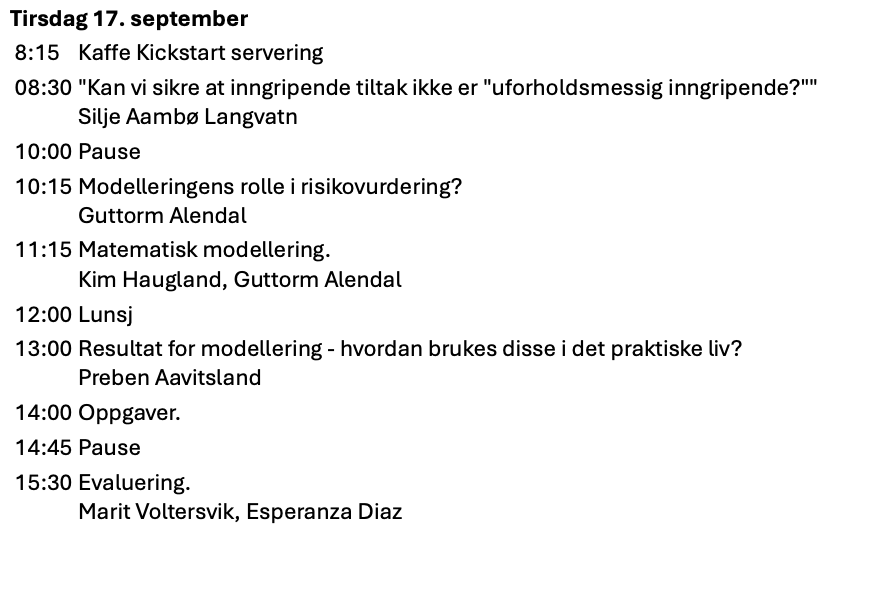 Tirsdag 17. september
8:15 Kaffe Kickstart servering
08:30 "Kan vi sikre at inngripende tiltak ikke er "uforholdsmessig inngripende?""
Silje Aambø Langvatn
10:00 Pause
10:15 Modelleringens rolle i risikovurdering?
Guttorm Alendal
11:15 Matematisk modellering.
Kim Haugland, Guttorm Alendal
12:00 Lunsj
13:00 Resultat for modellering - hvordan brukes disse i det praktiske liv?
Preben Aavitsland
14:00 Oppgaver.
14:45 Pause
15:30 Evaluering.
Marit Voltersvik, Esperanza Diaz